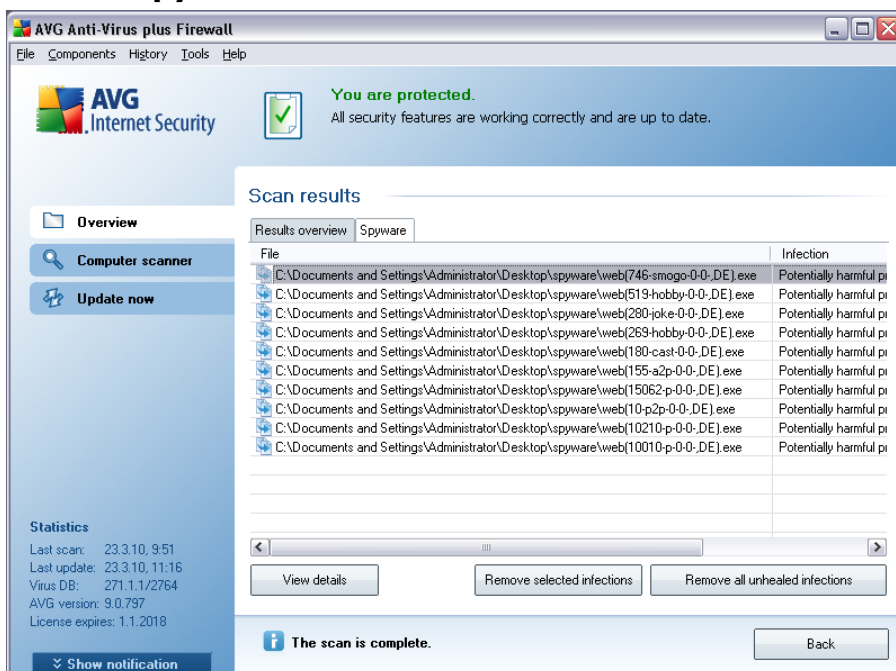 AVG Anti-Virus plus Firewall
File Components History Tools Help
AVG
Internet Security
You are protected.
All security features are working correctly and are up to date.
Scan results
Overview
Computer scanner
Update now
Results overview Spyware
File Infection
C:\Documents and Settings\Administrator\Desktop\spyware\web(746-smogo-0-0-,DE).exe Potentially harmful
C:\Documents and Settings\Administrator\Desktop\spyware\web(519-hobby-0-0-,DE).exe Potentially harmful
C:\Documents and Settings\Administrator\Desktop\spyware\web(280-joke-0-0-,DE).exe Potentially harmful
C:\Documents and Settings\Administrator\Desktop\spyware\web(269-hobby-0-0-,DE).exe Potentially harmful
C:\Documents and Settings\Administrator\Desktop\spyware\web(180-cast-0-0-,DE).exe Potentially harmful
C:\Documents and Settings\Administrator\Desktop\spyware\web(155-a2p-0-0-,DE).exe Potentially harmful
C:\Documents and Settings\Administrator\Desktop\spyware\web(15062-p-0-0-,DE).exe Potentially harmful
C:\Documents and Settings\Administrator\Desktop\spyware\web(10-p2p-0-0-,DE).exe Potentially harmful
C:\Documents and Settings\Administrator\Desktop\spyware\web(10210-p-0-0-,DE).exe Potentially harmful
C:\Documents and Settings\Administrator\Desktop\spyware\web(10010-p-0-0-,DE).exe Potentially harmful
Statistics
Last scan: 23.3.10, 9:51
Last update: 23.3.10, 11:16
Virus DB: 271.1.1/2764
AVG version: 9.0.797
License expires: 1.1.2018
View details Remove selected infections Remove all unhealed infections
The scan is complete.
Back
Show notification